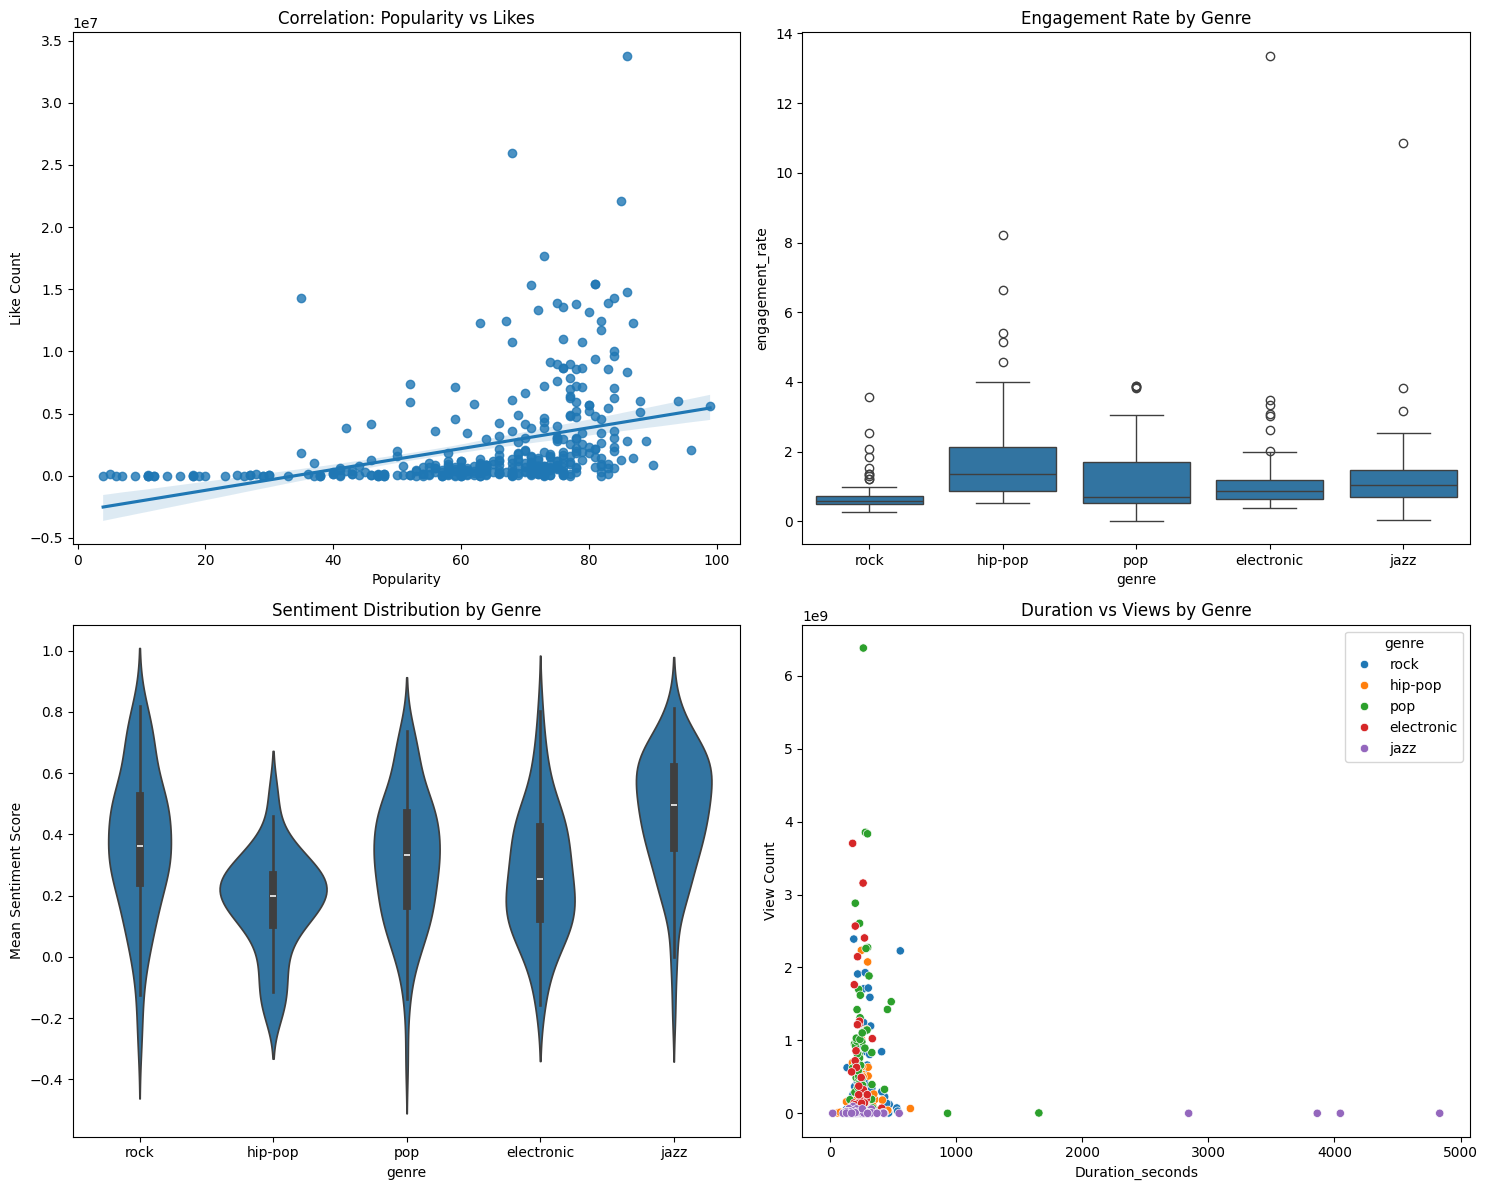 Correlation: Popularity vs Likes
1e7
3.5
3.0
2.5
2.0
1.5
1.0
0.5
0.0
−0.5
Like Count
0
20
40
60
80
100
Popularity
Engagement Rate by Genre
14
12
10
8
6
4
2
0
engagement_rate
rock
hip-pop
pop
electronic
jazz
genre
Sentiment Distribution by Genre
1.0
0.8
0.6
0.4
0.2
0.0
−0.2
−0.4
Mean Sentiment Score
rock
hip-pop
pop
electronic
jazz
genre
Duration vs Views by Genre
1e9
6
5
4
3
2
1
0
View Count
genre
rock
hip-pop
pop
electronic
jazz
0
1000
2000
3000
4000
5000
Duration_seconds